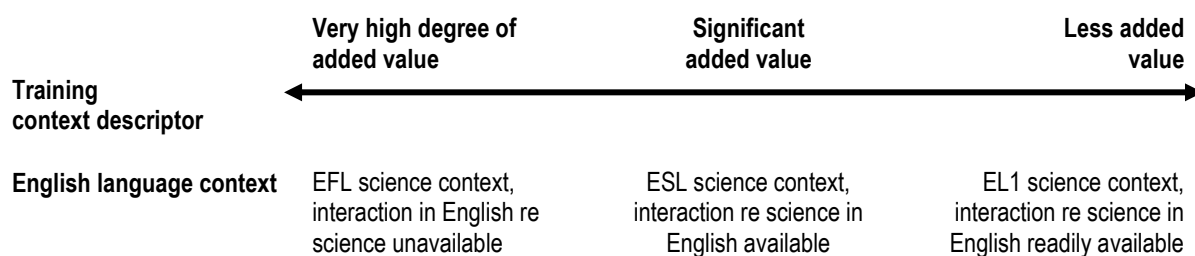 Very high degree of
added value
Significant
added value
Less added
value
Training
context descriptor
English language context
EFL science context,
interaction in English re
science unavailable
ESL science context,
interaction re science in
English available
EL1 science context,
interaction re science in
English readily available